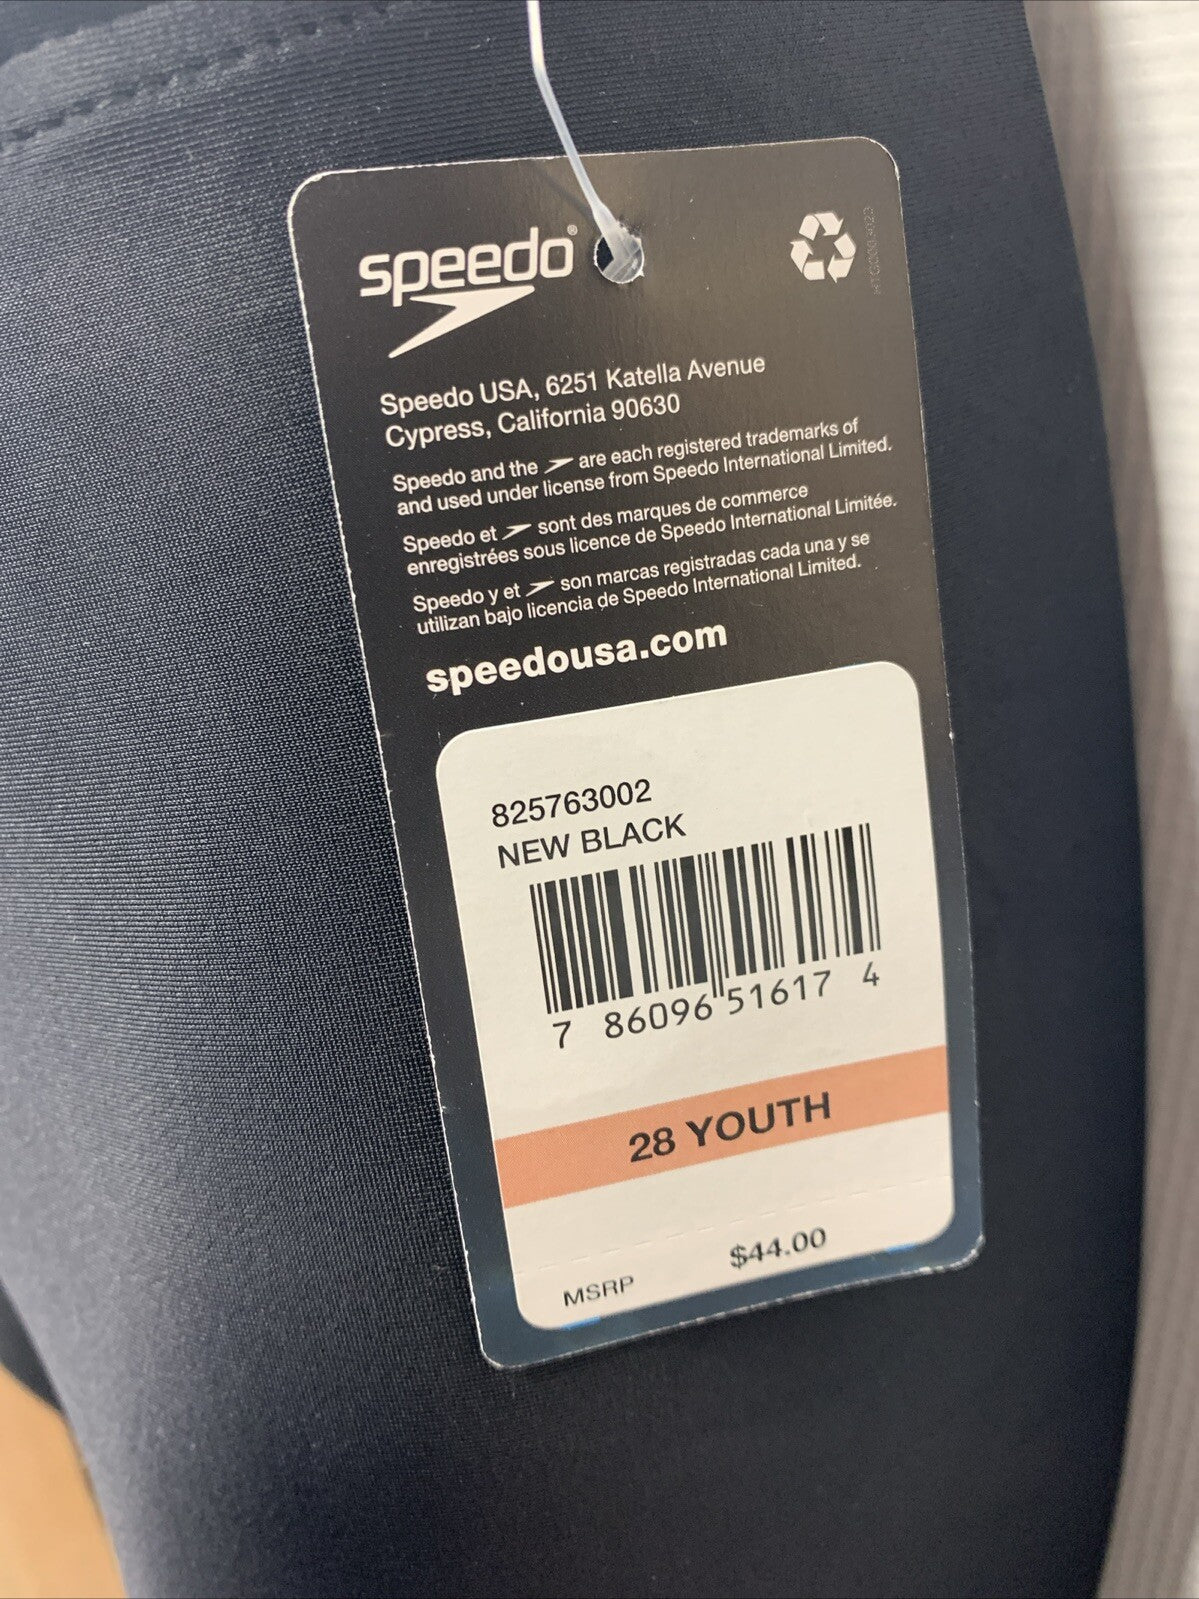 speedo®
Speedo USA, 6251 Katella Avenue
Cypress, California 90630
Speedo and the are each registered trademarks of
and used under license from Speedo International Limited.
Speedo et sont des marques de commerce
enregistrées sous licence de Speedo International Limitée.
Speedo y et son marcas registradas cada una y se
utilizan bajo licencia de Speedo International Limited.
speedousa.com
825763002
NEW BLACK
7 86096 51617 4
28 YOUTH
$44.00
MSRP